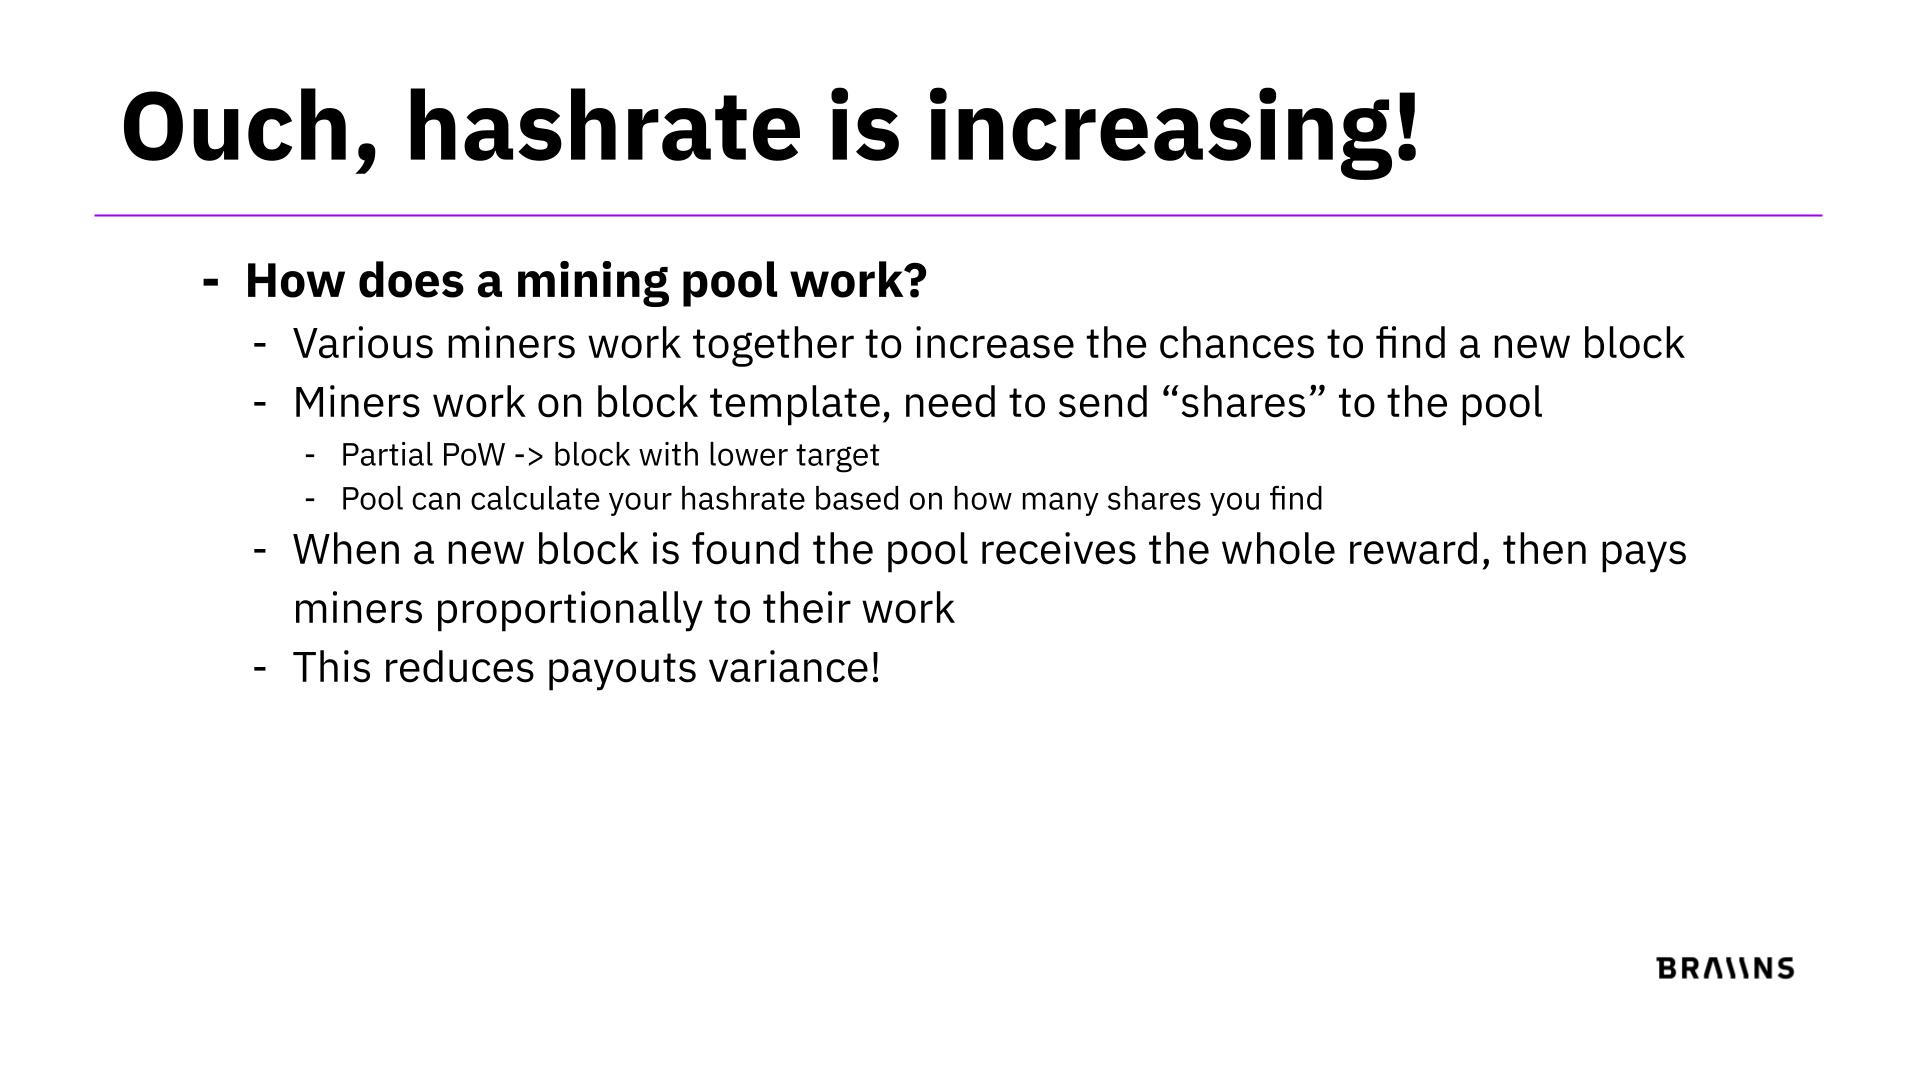 Ouch, hashrate is increasing!
- How does a mining pool work?
- Various miners work together to increase the chances to find a new block
- Miners work on block template, need to send “shares” to the pool
- Partial PoW -> block with lower target
- Pool can calculate your hashrate based on how many shares you find
- When a new block is found the pool receives the whole reward, then pays
miners proportionally to their work
- This reduces payouts variance!
BRAIINS